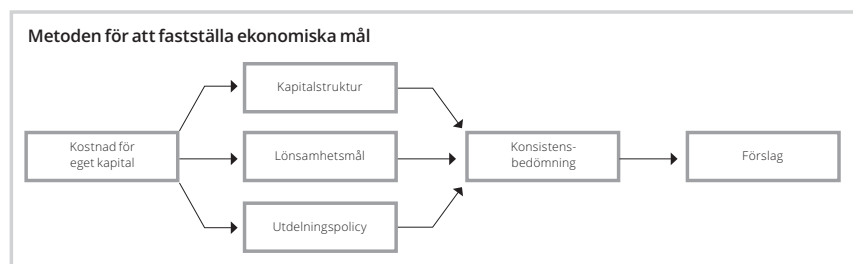 Metoden för att fastställa ekonomiska mål
Kapitalstruktur
Kostnad för
eget kapital
Lönsamhetsmål
Konsistens-
bedömning
Förslag
Utdelningspolicy